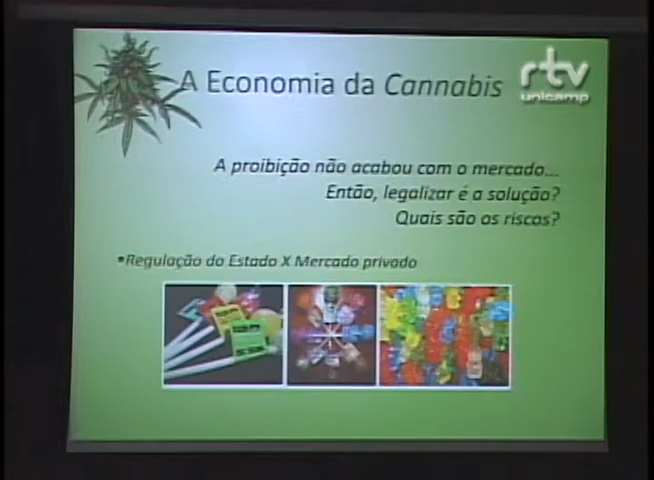 A Economia da Cannabis
rtv
unicamp
A proibição não acabou com o mercado...
Então, legalizar é a solução?
Quais são os riscos?
•Regulação do Estado X Mercado privado